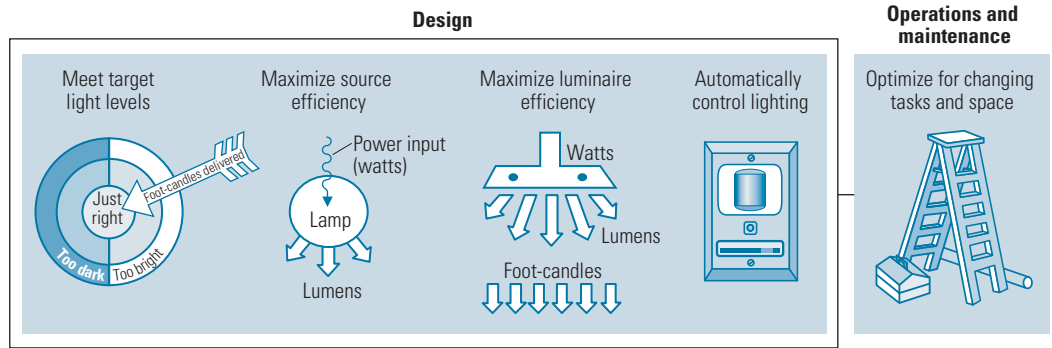 Design
Operations and
maintenance
Meet target
light levels
Foot-candles delivered
Just
right
Too dark
Too bright
Maximize source
efficiency
Power input
(watts)
Lamp
Lumens
Maximize luminaire
efficiency
Watts
Lumens
Foot-candles
Automatically
control lighting
Optimize for changing
tasks and space